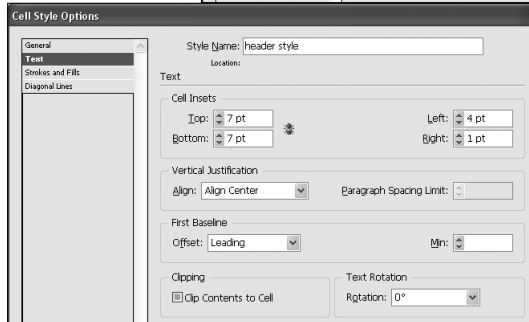 Cell Style Options
General
Text
Strokes and Fills
Diagonal Lines
Style Name: header style
Location:
Text
Cell Insets
Top: 7 pt Left: 4 pt
Bottom: 7 pt Right: 1 pt
Vertical Justification
Align: Align Center Paragraph Spacing Limit:
First Baseline
Offset: Leading Min:
Clipping Text Rotation
Clip Contents to Cell Rotation: 0°